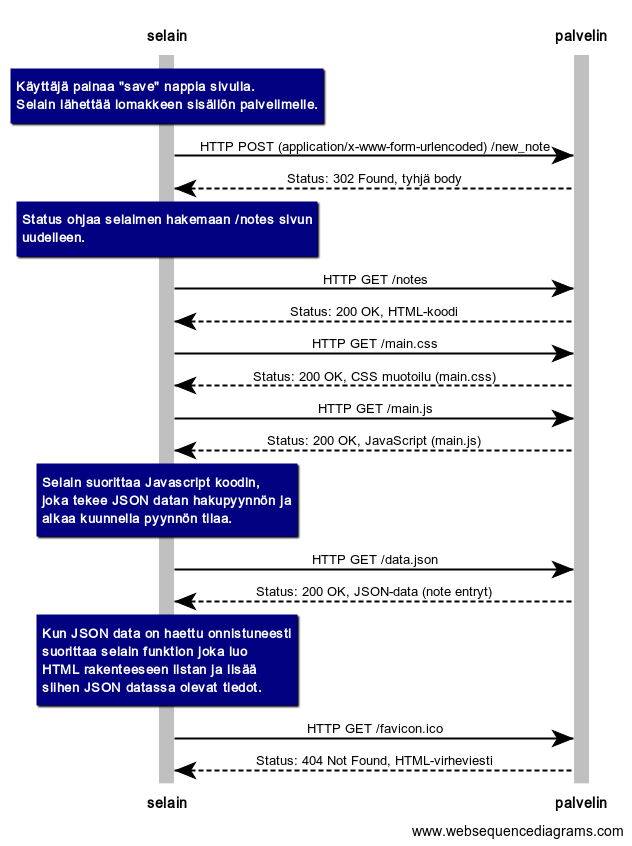 selain
palvelin
Käyttäjä painaa "save" nappia sivulla.
Selain lähettää lomakkeen sisällön palvelimelle.
HTTP POST (application/x-www-form-urlencoded) /new_note
Status: 302 Found, tyhjä body
Status ohjaa selaimen hakemaan /notes sivun
uudelleen.
HTTP GET /notes
Status: 200 OK, HTML-koodi
HTTP GET /main.css
Status: 200 OK, CSS muotoilu (main.css)
HTTP GET /main.js
Status: 200 OK, JavaScript (main.js)
Selain suorittaa Javascript koodin,
joka tekee JSON datan hakupyynnön ja
alkaa kuunnella pyynnön tilaa.
HTTP GET /data.json
Status: 200 OK, JSON-data (note entryt)
Kun JSON data on haettu onnistuneesti
suorittaa selain funktion joka luo
HTML rakenteeseen listan ja lisää
siihen JSON datassa olevat tiedot.
HTTP GET /favicon.ico
Status: 404 Not Found, HTML-virheviesti
selain
palvelin
www.websequencediagrams.com